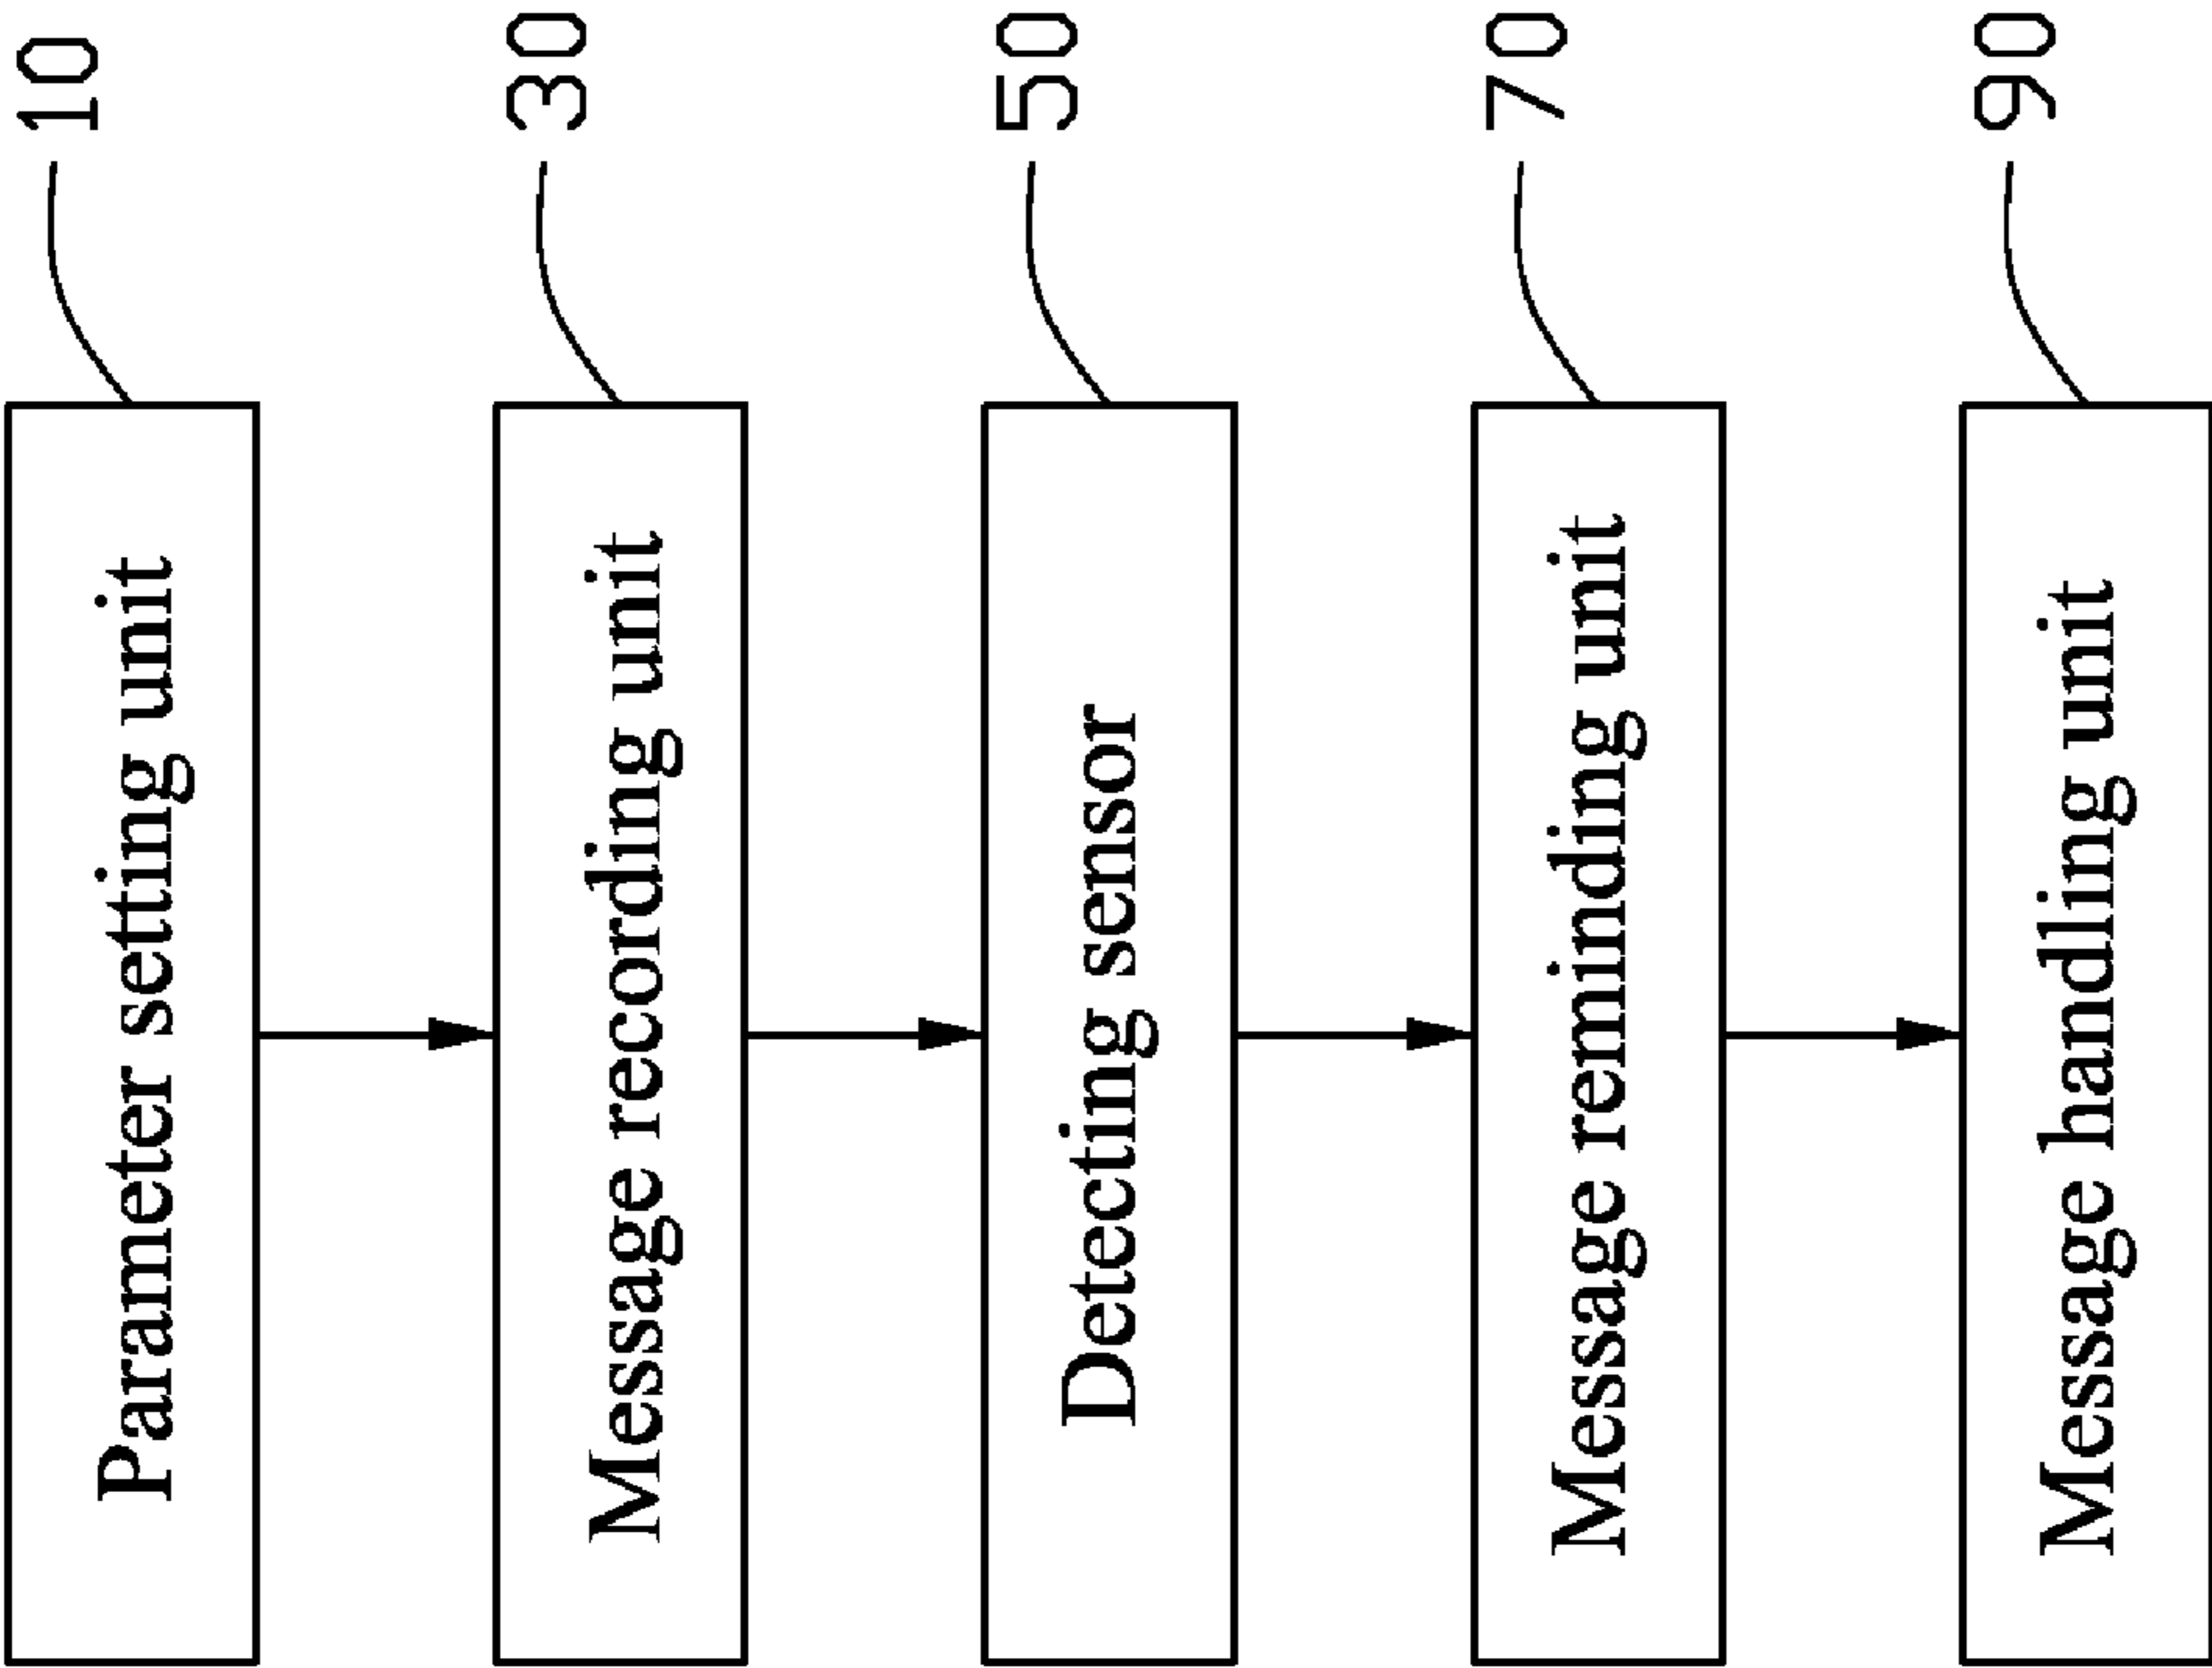 Parameter setting unit
10
Message recording unit
30
Detecting sensor
50
Message reminding unit
70
Message handling unit
90